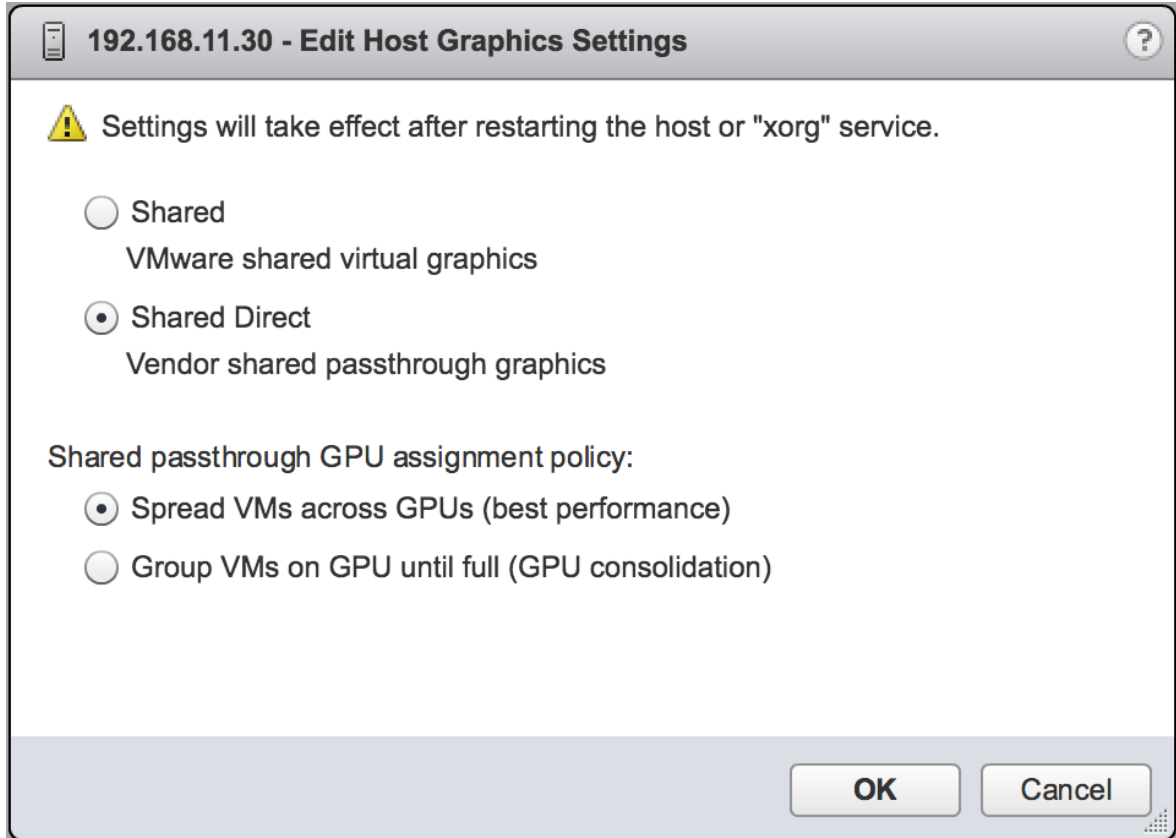 192.168.11.30 - Edit Host Graphics Settings
?
Settings will take effect after restarting the host or "xorg" service.
Shared
VMware shared virtual graphics
Shared Direct
Vendor shared passthrough graphics
Shared passthrough GPU assignment policy:
Spread VMs across GPUs (best performance)
Group VMs on GPU until full (GPU consolidation)
OK Cancel